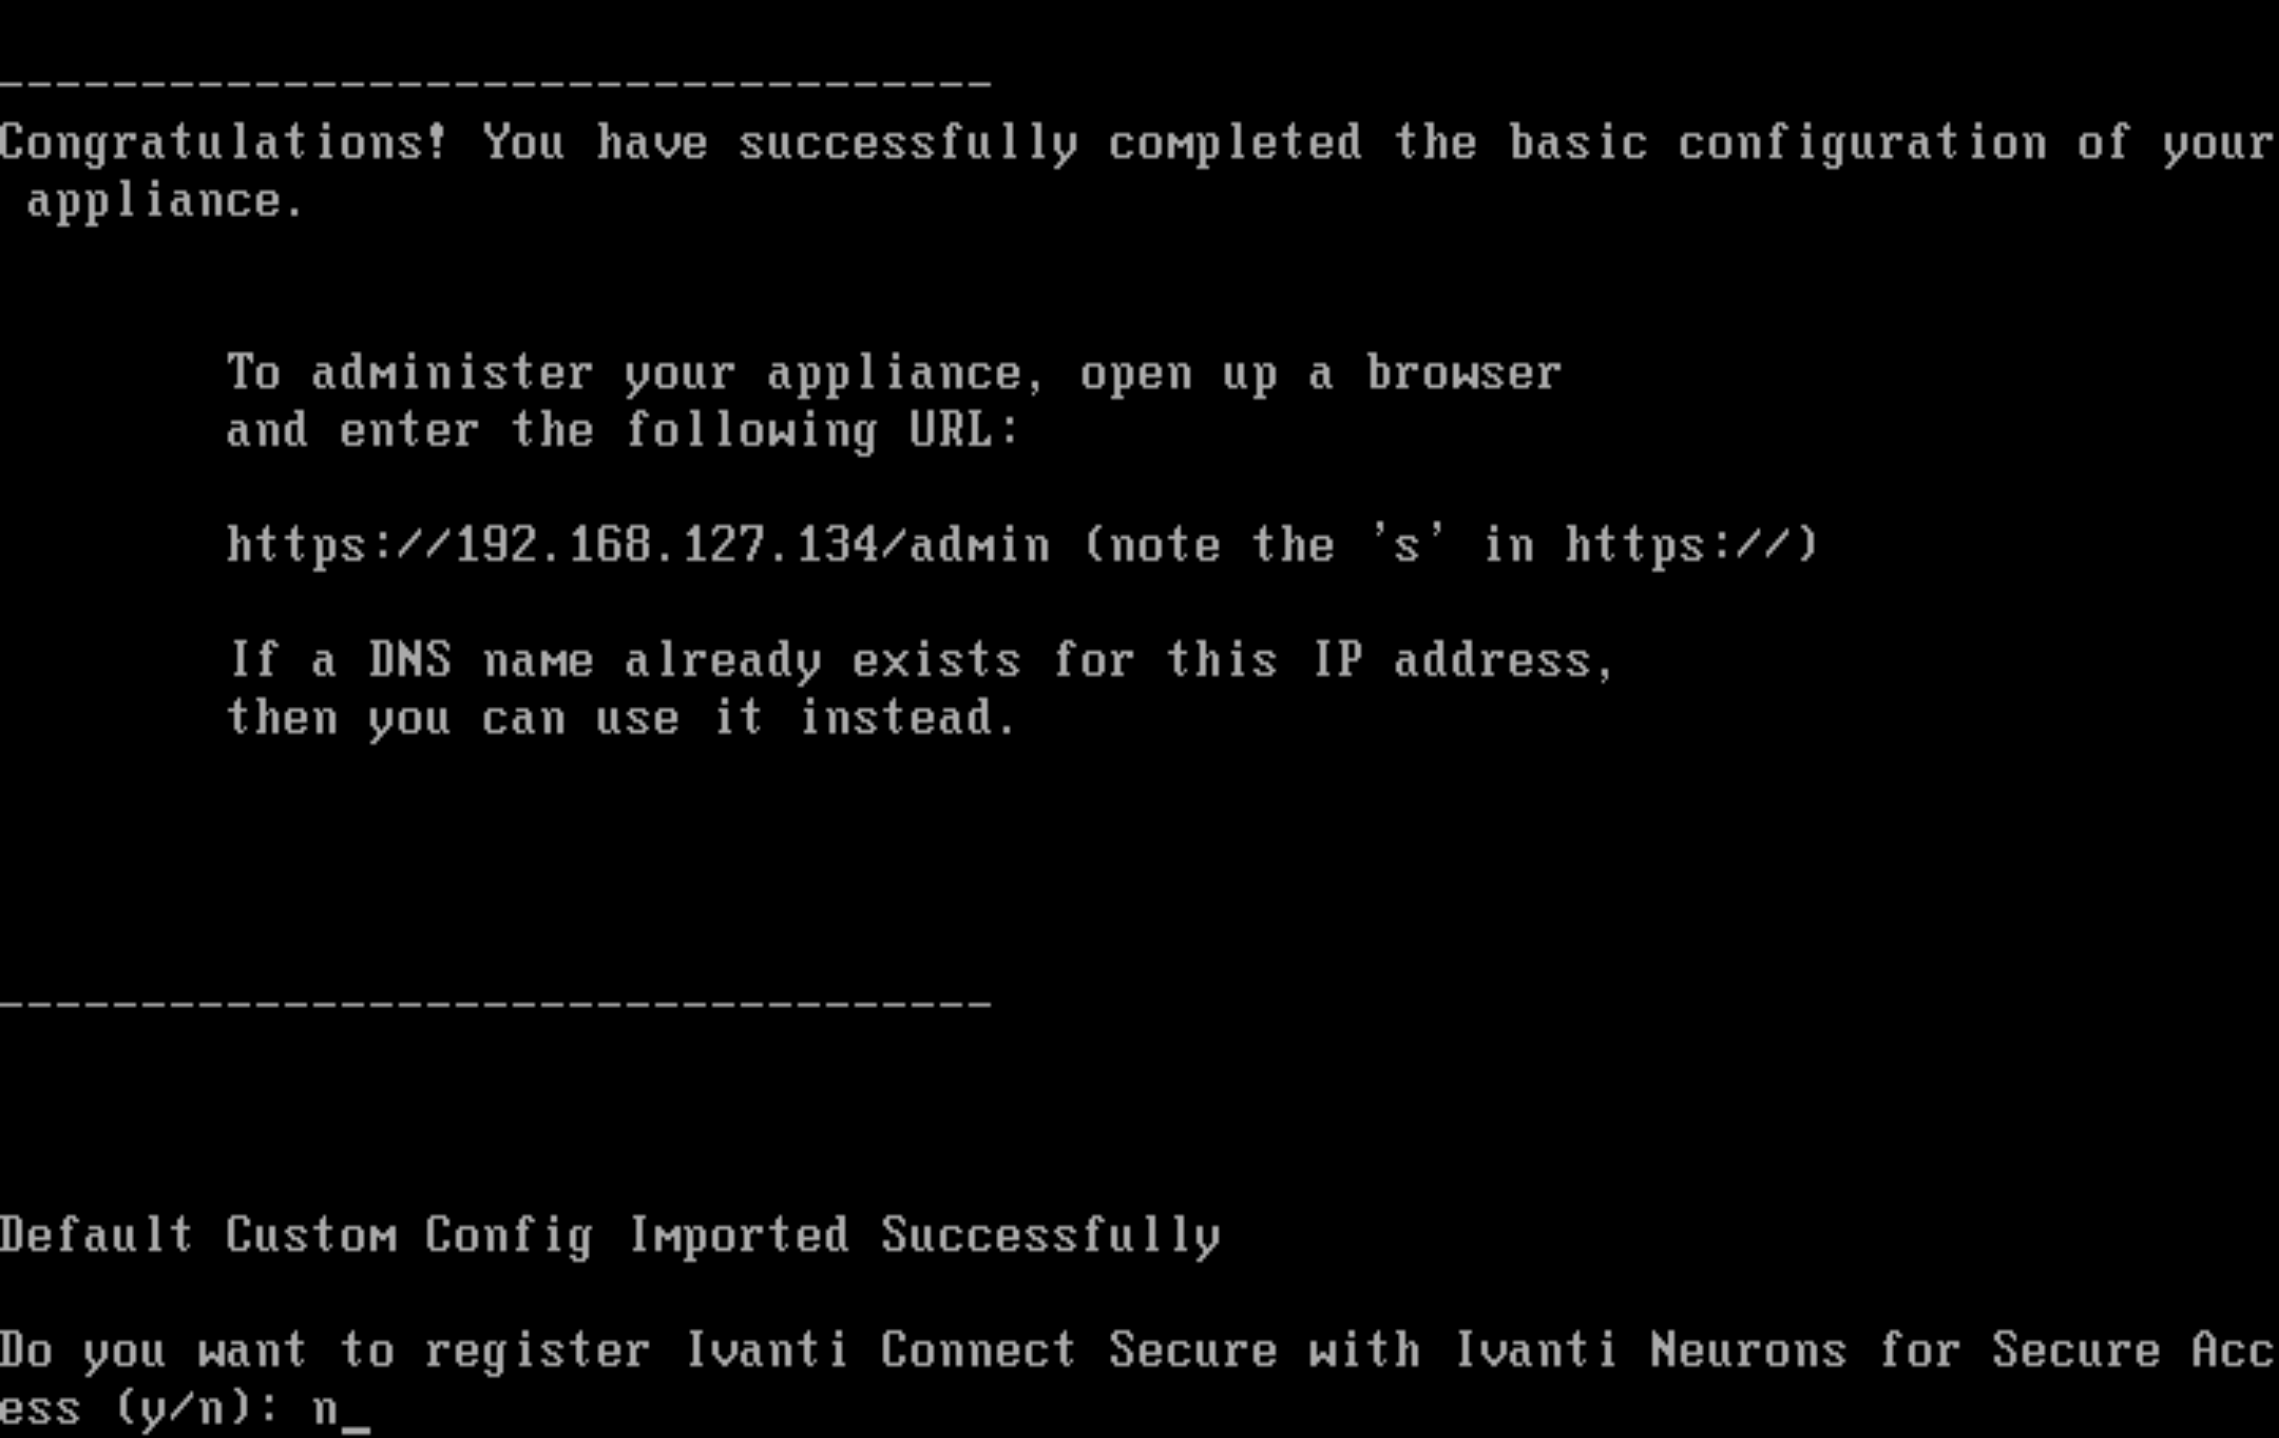 -----------------------------------
Congratulations! You have successfully completed the basic configuration of your
appliance.
To administer your appliance, open up a browser
and enter the following URL:
https://192.168.127.134/admin (note the 's' in https://)
If a DNS name already exists for this IP address,
then you can use it instead.
-----------------------------------
Default Custom Config Imported Successfully
Do you want to register Ivanti Connect Secure with Ivanti Neurons for Secure Acc
ess (y/n): n_